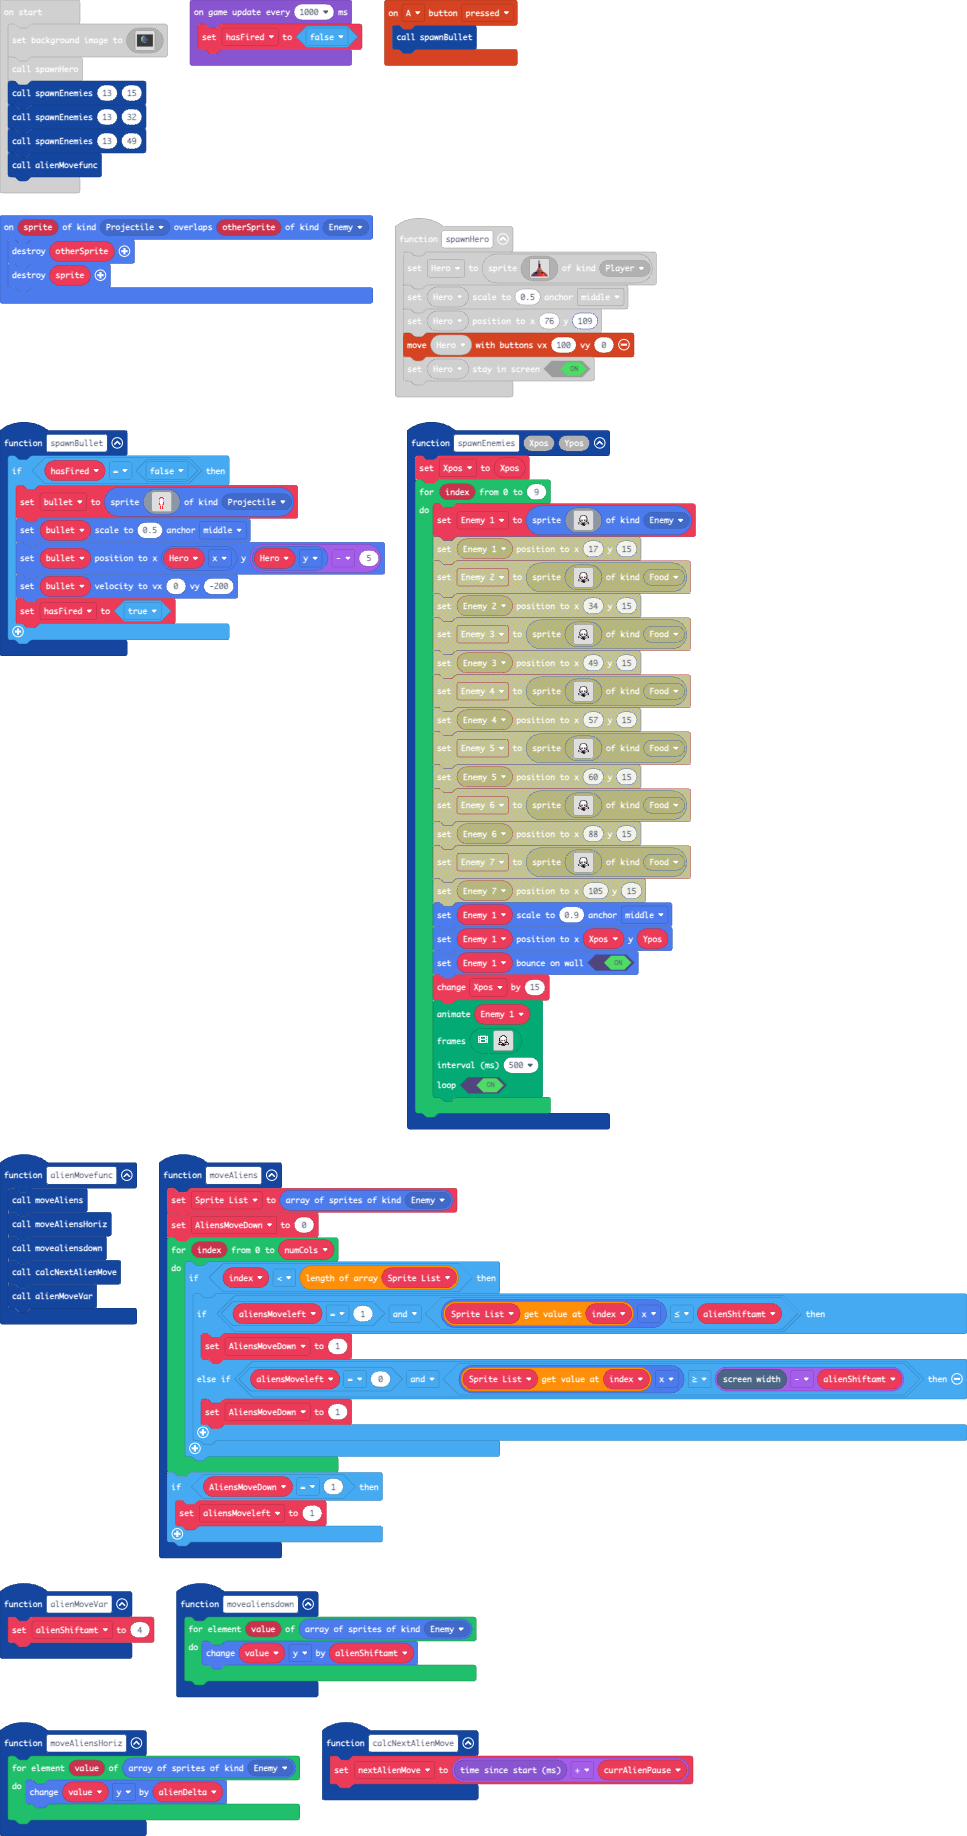 on start
set background image to
call spawnHero
call spawnEnemies 13 15
call spawnEnemies 13 32
call spawnEnemies 13 49
call alienMovefunc
on game update every 1000 ms
set hasFired to false
on A button pressed
call spawnBullet
on sprite of kind Projectile overlaps otherSprite of kind Enemy
destroy otherSprite
destroy sprite
function spawnHero
set Hero to sprite of kind Player
set Hero scale to 0.5 anchor middle
set Hero position to x 76 y 109
move Hero with buttons vx 100 vy 0
set Hero stay in screen ON
function spawnBullet
if hasFired = false then
set bullet to sprite of kind Projectile
set bullet scale to 0.5 anchor middle
set bullet position to x Hero x y Hero y - 5
set bullet velocity to vx 0 vy -200
set hasFired to true
function spawnEnemies Xpos Ypos
set Xpos to Xpos
for index from 0 to 9
do
set Enemy 1 to sprite of kind Enemy
set Enemy 1 position to x 17 y 15
set Enemy 2 to sprite of kind Food
set Enemy 2 position to x 34 y 15
set Enemy 3 to sprite of kind Food
set Enemy 3 position to x 49 y 15
set Enemy 4 to sprite of kind Food
set Enemy 4 position to x 57 y 15
set Enemy 5 to sprite of kind Food
set Enemy 5 position to x 60 y 15
set Enemy 6 to sprite of kind Food
set Enemy 6 position to x 88 y 15
set Enemy 7 to sprite of kind Food
set Enemy 7 position to x 105 y 15
set Enemy 1 scale to 0.9 anchor middle
set Enemy 1 position to x Xpos y Ypos
set Enemy 1 bounce on wall ON
change Xpos by 15
animate Enemy 1
frames
interval (ms) 500
loop ON
function alienMovefunc
call moveAliens
call moveAliensHoriz
call movealiensdown
call calcNextAlienMove
call alienMoveVar
function moveAliens
set Sprite List to array of sprites of kind Enemy
set AliensMoveDown to 0
for index from 0 to numCols
do
if index < length of array Sprite List then
if aliensMoveleft = 1 and Sprite List get value at index x ≤ alienShiftamt then
set AliensMoveDown to 1
else if aliensMoveleft = 0 and Sprite List get value at index x ≥ screen width - alienShiftamt then
set AliensMoveDown to 1
if AliensMoveDown = 1 then
set aliensMoveleft to 1
function alienMoveVar
set alienShiftamt to 4
function movealiensdown
for element value of array of sprites of kind Enemy
do
change value y by alienShiftamt
function moveAliensHoriz
for element value of array of sprites of kind Enemy
do
change value y by alienDelta
function calcNextAlienMove
set nextAlienMove to time since start (ms) + currAlienPause